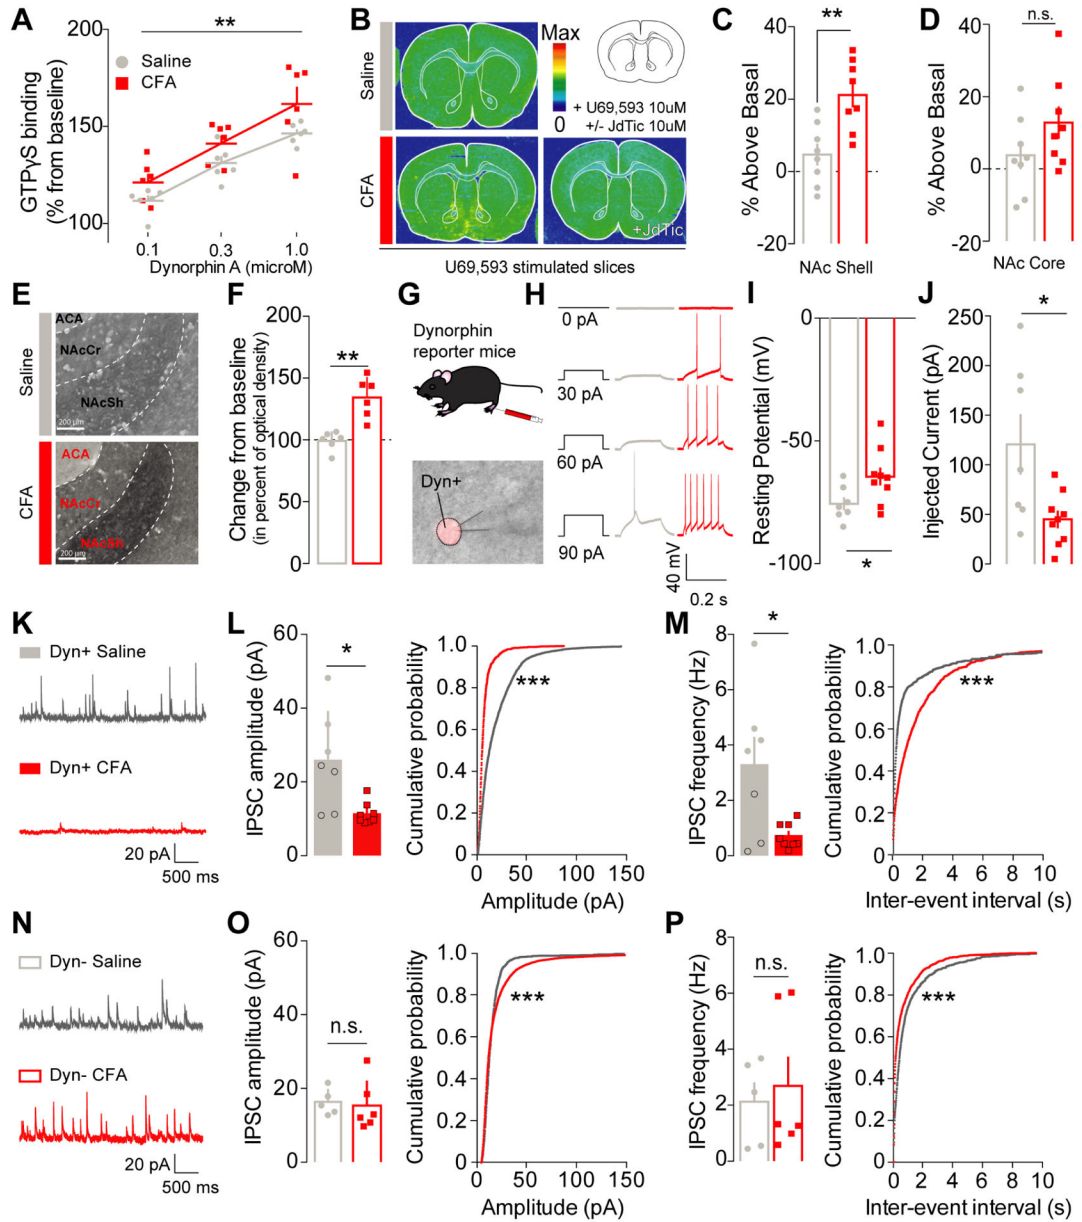 A
200
**
Saline
CFA
GTPγS binding
(% from baseline)
150
100
0.1
0.3
1.0
Dynorphin A (microM)
B
Saline
CFA
Max
0
+ U69,593 10uM
+/- JdTic 10uM
+JdTic
U69,593 stimulated slices
C
**
% Above Basal
40
20
0
-20
NAc Shell
D
n.s.
% Above Basal
40
20
0
-20
NAc Core
E
Saline
ACA
NAcCr
NAcSh
200 μm
CFA
ACA
NAcCr
NAcSh
200 μm
F
Change from baseline
(in percent of optical density)
200
150
100
50
0
**
G
Dynorphin
reporter mice
Dyn+
H
0 pA
30 pA
60 pA
90 pA
40 mV
0.2 s
I
Resting Potential (mV)
0
-50
-100
*
J
Injected Current (pA)
250
200
150
100
50
0
*
K
Dyn+ Saline
Dyn+ CFA
20 pA
500 ms
L
IPSC amplitude (pA)
60
40
20
0
*
Cumulative probability
1.0
0.8
0.6
0.4
0.2
0
***
0
50
100
150
Amplitude (pA)
M
IPSC frequency (Hz)
8
6
4
2
0
*
Cumulative probability
1.0
0.8
0.6
0.4
0.2
0
***
0
2
4
6
8
10
Inter-event interval (s)
N
Dyn- Saline
Dyn- CFA
20 pA
500 ms
O
IPSC amplitude (pA)
60
40
20
0
n.s.
Cumulative probability
1.0
0.8
0.6
0.4
0.2
0
***
0
50
100
150
Amplitude (pA)
P
IPSC frequency (Hz)
8
6
4
2
0
n.s.
Cumulative probability
1.0
0.8
0.6
0.4
0.2
0
***
0
2
4
6
8
10
Inter-event interval (s)